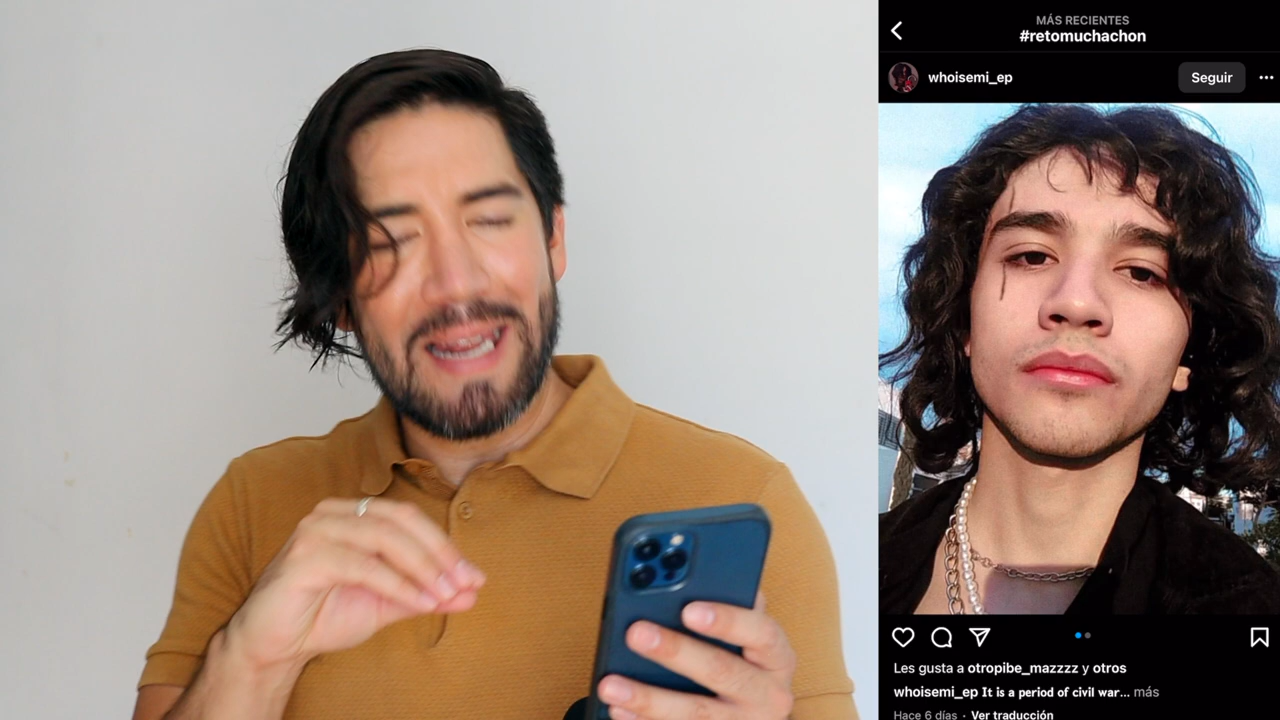 MÁS RECIENTES
#retomuchachon
whoisemi_ep
Seguir
Les gusta a otropibe_mazzzz y otros
whoisemi_ep It is a period of civil war... más
Hace 6 días · Ver traducción